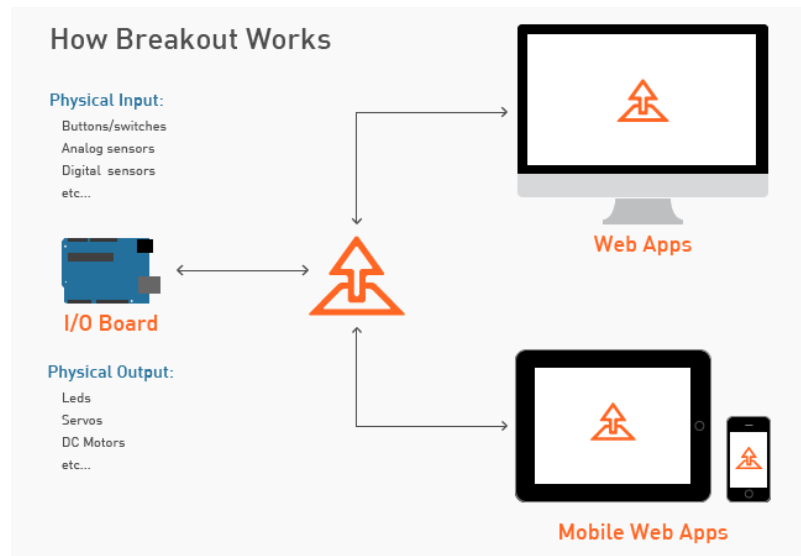 How Breakout Works
Physical Input:
Buttons/switches
Analog sensors
Digital sensors
etc...
I/O Board
Physical Output:
Leds
Servos
DC Motors
etc...
Web Apps
Mobile Web Apps